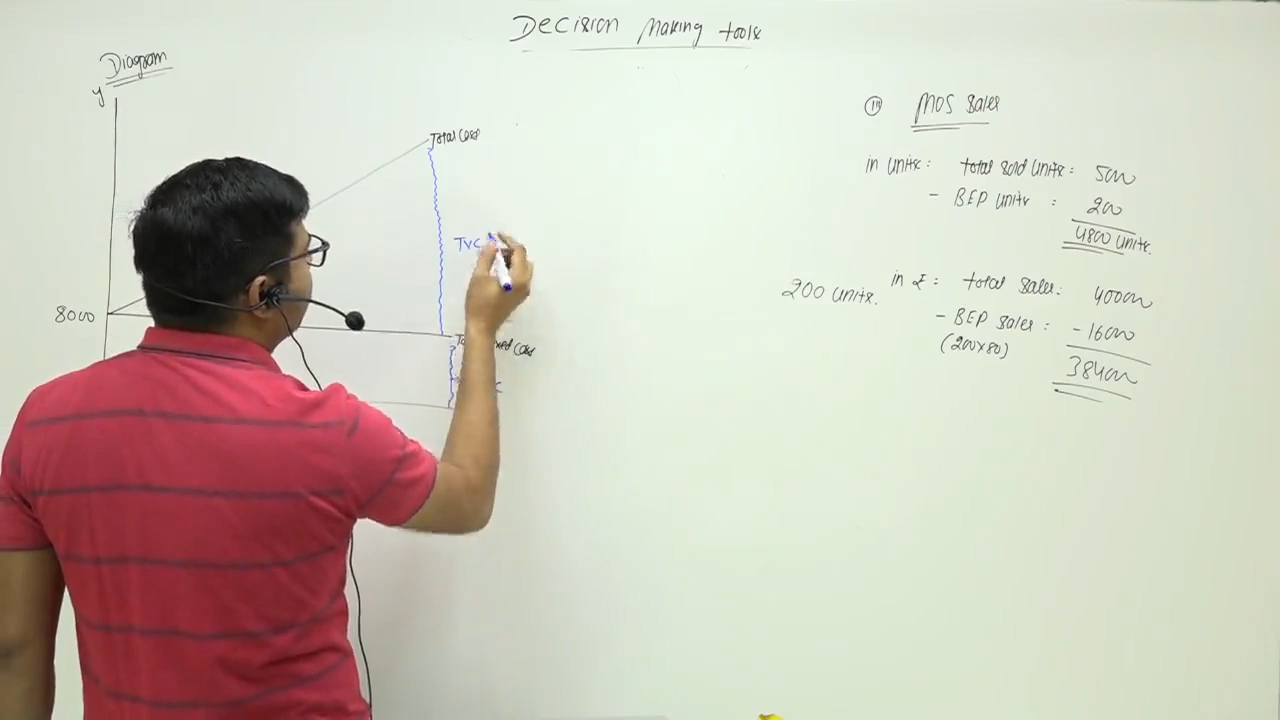 Decision Making tools
Diagram
y
Total Cost
TVC
8000
(iii) MOS Sales
in units: total sold units: 5000
- BEP units : 200
4800 units.
200 units.
in ₹: total sales: 400000
- BEP sales: - 16000
(200x80)
384000